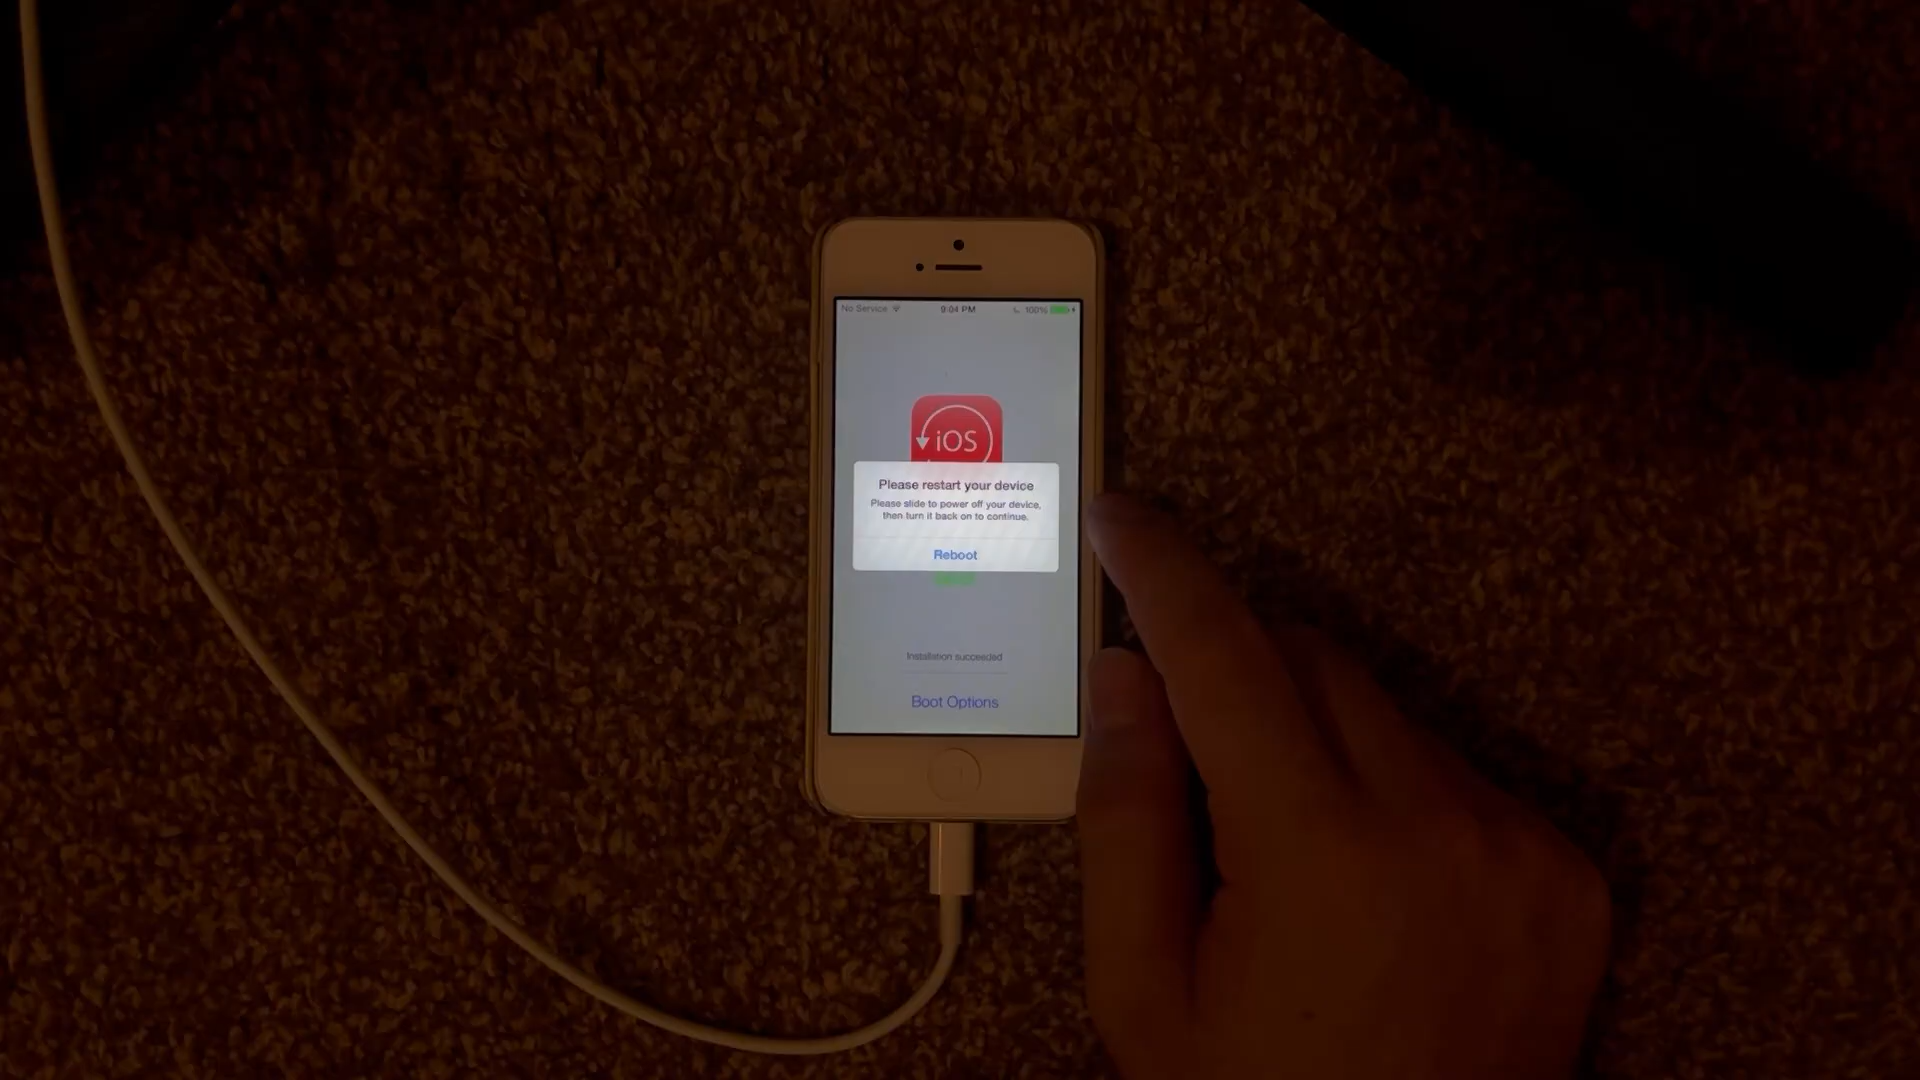 No Service 9:04 PM 100%
iOS
Please restart your device
Please slide to power off your device,
then turn it back on to continue.
Reboot
Installation succeeded
Boot Options